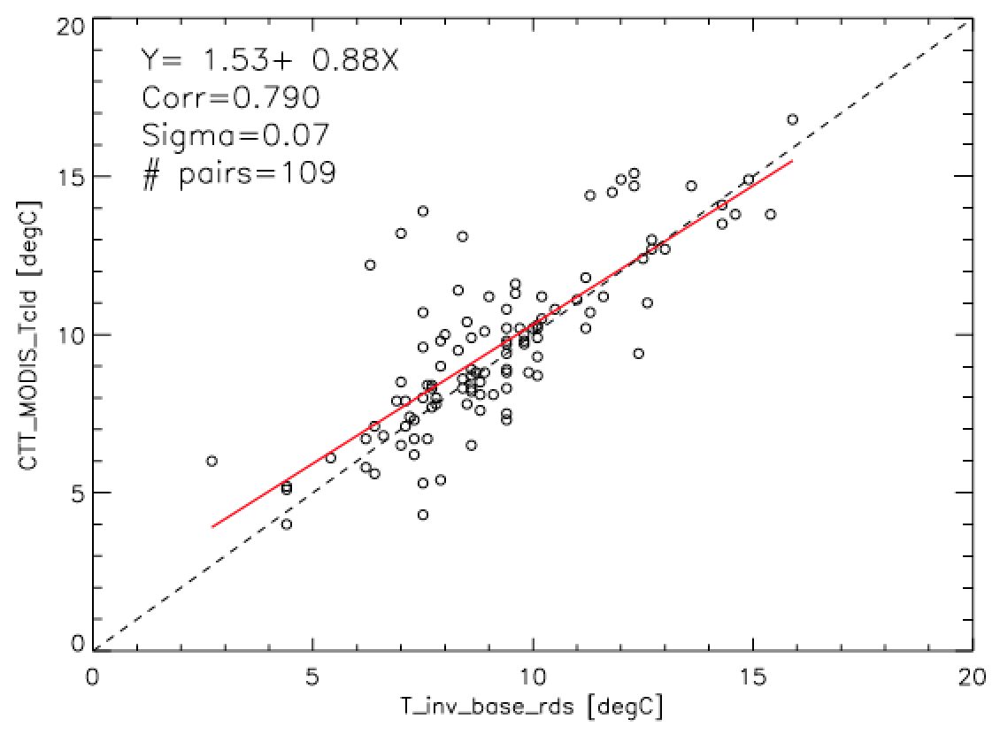 Y= 1.53+ 0.88X
Corr=0.790
Sigma=0.07
# pairs=109
20
15
10
5
0
CTT_MODIS_Tcld [degC]
0 5 10 15 20
T_inv_base_rds [degC]